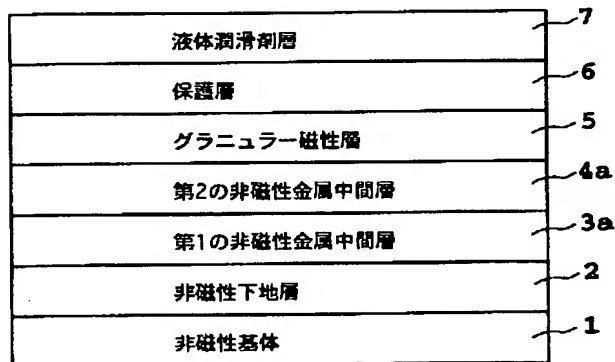 液体潤滑剤層 7
保護層 6
グラニュラー磁性層 5
第2の非磁性金属中間層 4a
第1の非磁性金属中間層 3a
非磁性下地層 2
非磁性基体 1